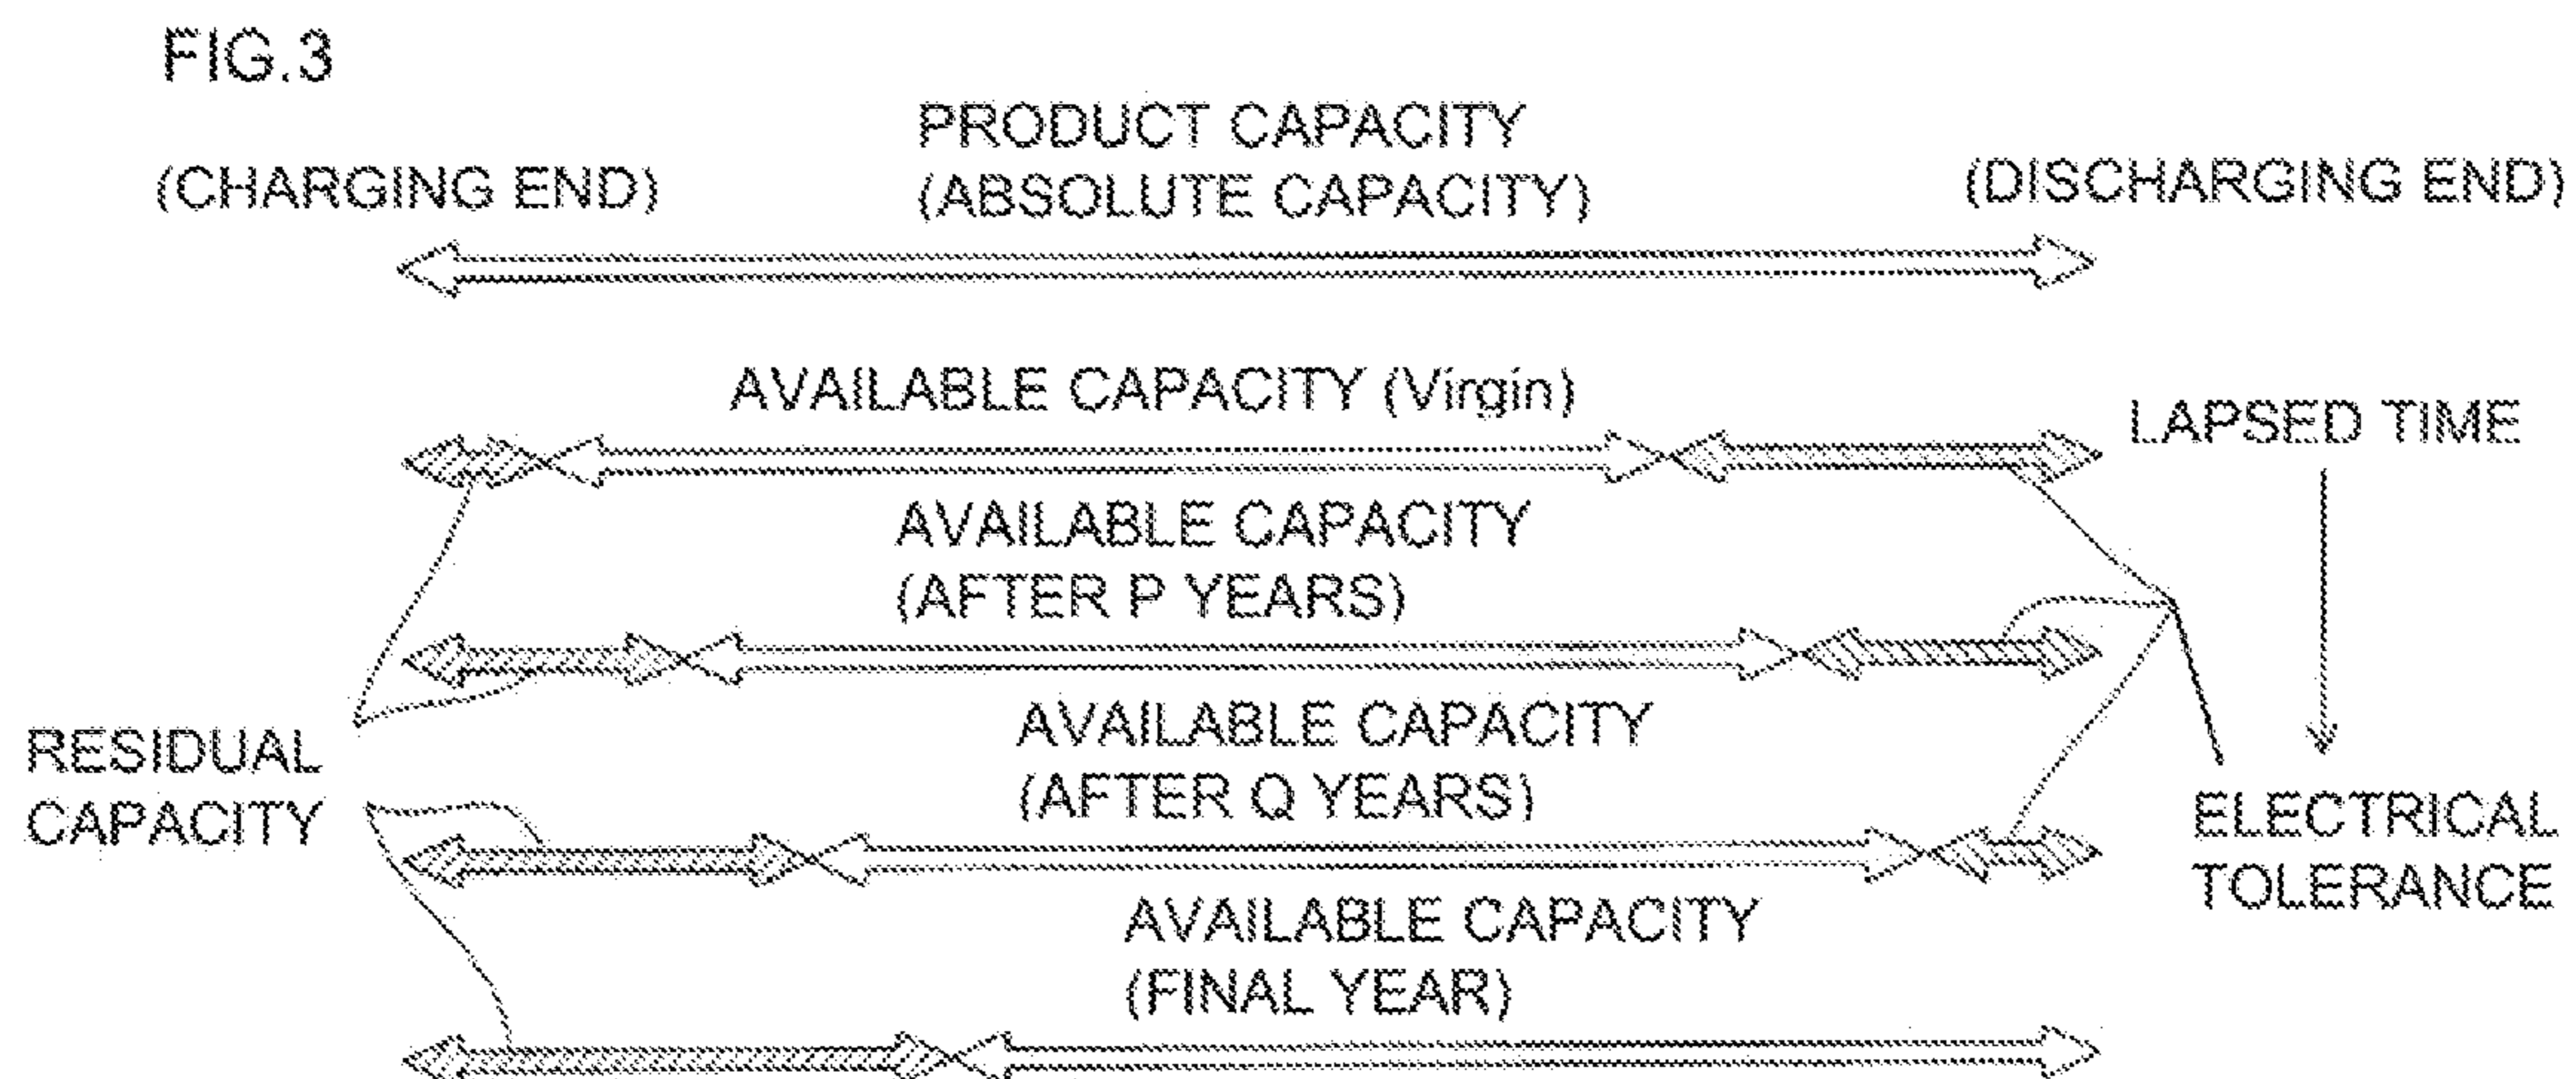 FIG.3
PRODUCT CAPACITY
(CHARGING END)
(ABSOLUTE CAPACITY)
(DISCHARGING END)
AVAILABLE CAPACITY (Virgin)
LAPSED TIME
AVAILABLE CAPACITY
(AFTER P YEARS)
AVAILABLE CAPACITY
(AFTER Q YEARS)
RESIDUAL
CAPACITY
ELECTRICAL
TOLERANCE
AVAILABLE CAPACITY
(FINAL YEAR)